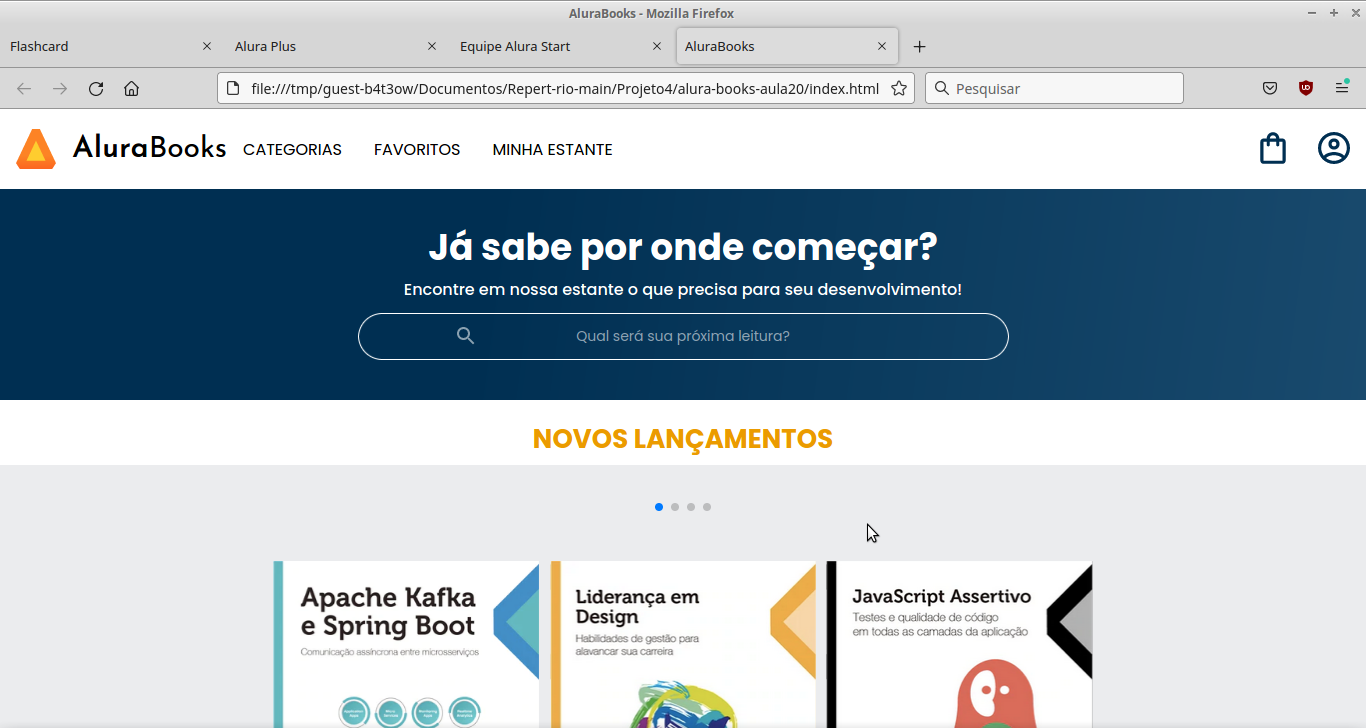 AluraBooks - Mozilla Firefox
Flashcard
Alura Plus
Equipe Alura Start
AluraBooks
file:///tmp/guest-b4t3ow/Documentos/Repert-rio-main/Projeto4/alura-books-aula20/index.html
Pesquisar
AluraBooks
CATEGORIAS
FAVORITOS
MINHA ESTANTE
Já sabe por onde começar?
Encontre em nossa estante o que precisa para seu desenvolvimento!
Qual será sua próxima leitura?
NOVOS LANÇAMENTOS
Apache Kafka
e Spring Boot
Comunicação assíncrona entre microsserviços
Liderança em
Design
Habilidades de gestão para
alavancar sua carreira
JavaScript Assertivo
Testes e qualidade de código
em todas as camadas da aplicação